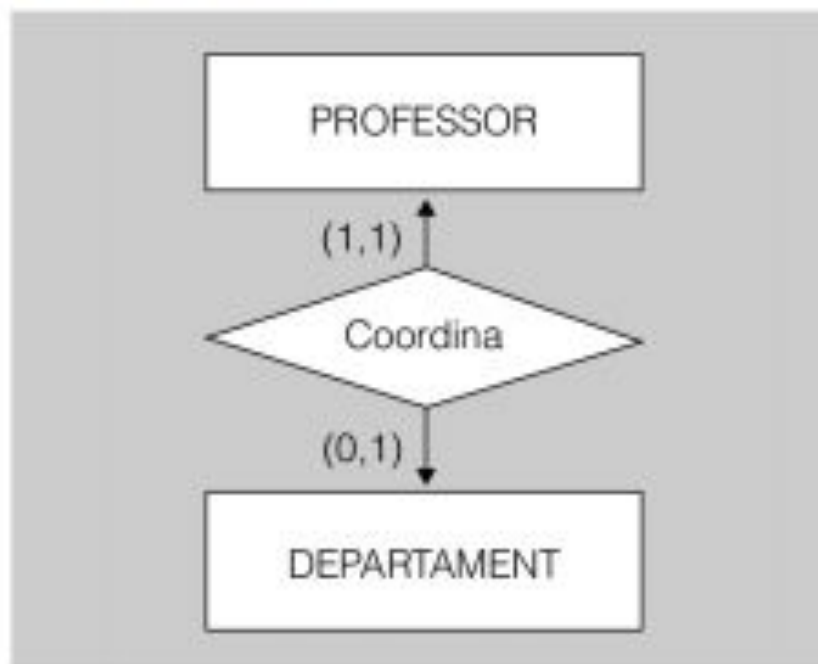 PROFESSOR
(1,1)
Coordina
(0,1)
DEPARTAMENT